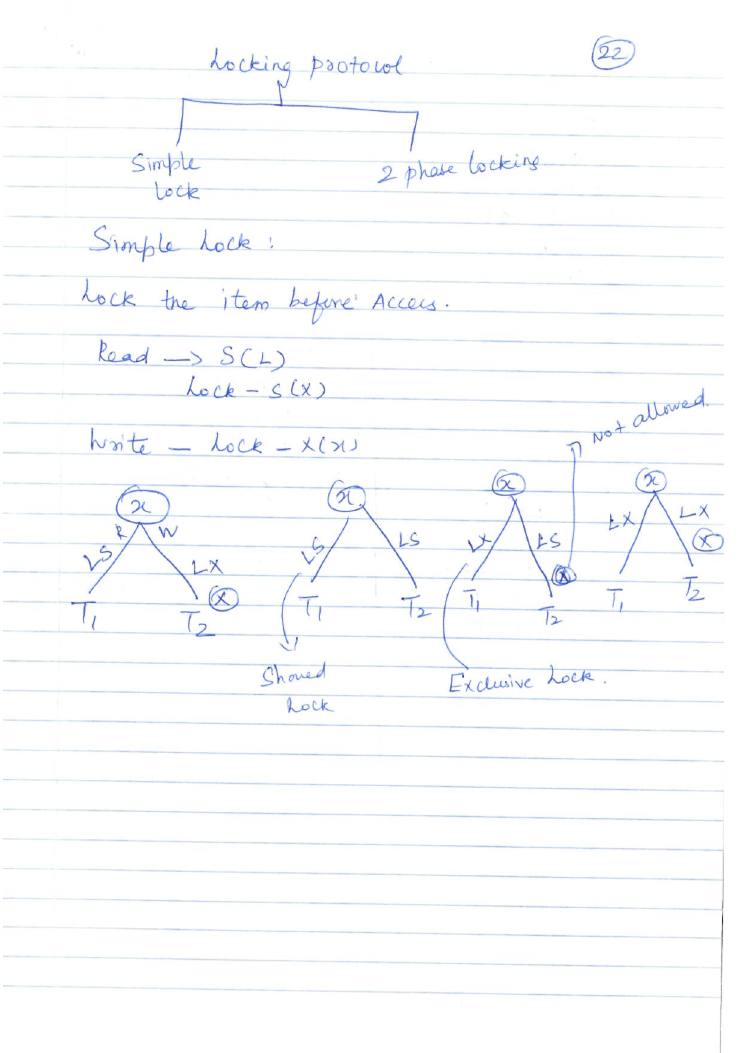 22
Locking protocol
Simple
Lock
2 phase locking
Simple Lock :
Lock the item before Access.
Read —> S(L)
Lock - S(X)
Write — Lock - X(x)
Not allowed.
x x x x
R W
LS LX LS LS LX LS LX LX
X X X
T1 T2 T1 T2 T1 T2 T1 T2
Shared
Lock
Exclusive Lock.